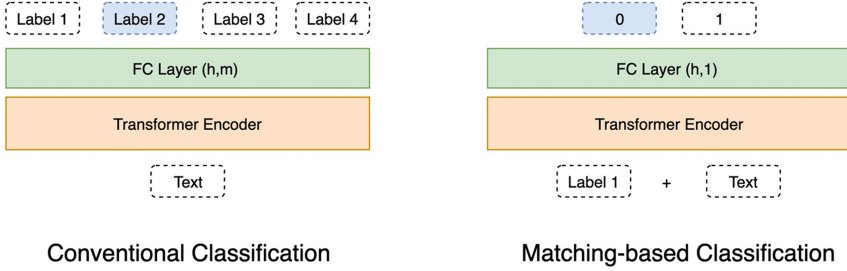 Label 1 Label 2 Label 3 Label 4
FC Layer (h,m)
Transformer Encoder
Text
Conventional Classification
0 1
FC Layer (h,1)
Transformer Encoder
Label 1 + Text
Matching-based Classification